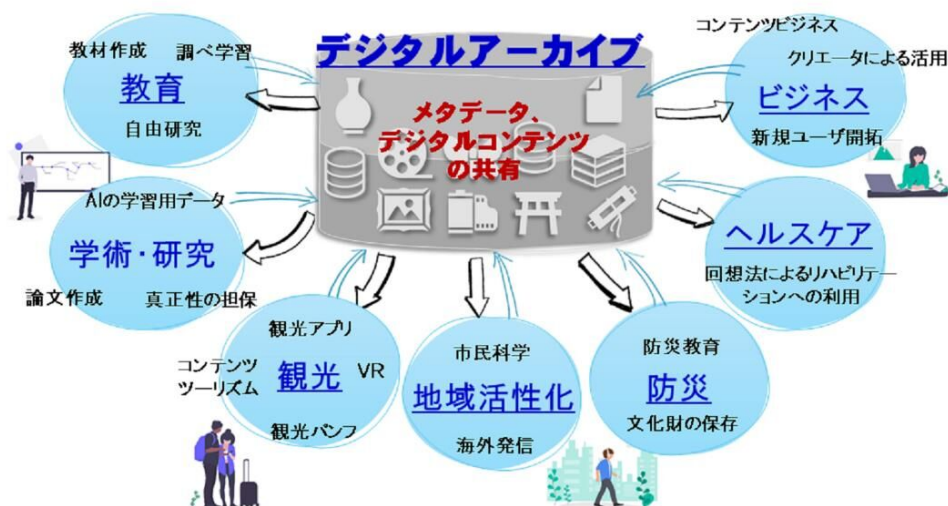 デジタルアーカイブ
メタデータ、
デジタルコンテンツ
の共有
教材作成 調べ学習
教育
自由研究
AIの学習用データ
学術・研究
論文作成 真正性の担保
観光アプリ
コンテンツ
ツーリズム
観光
VR
観光パンフ
市民科学
地域活性化
海外発信
防災教育
防災
文化財の保存
回想法によるリハビリテー
ションへの利用
ヘルスケア
コンテンツビジネス
クリエータによる活用
ビジネス
新規ユーザ開拓